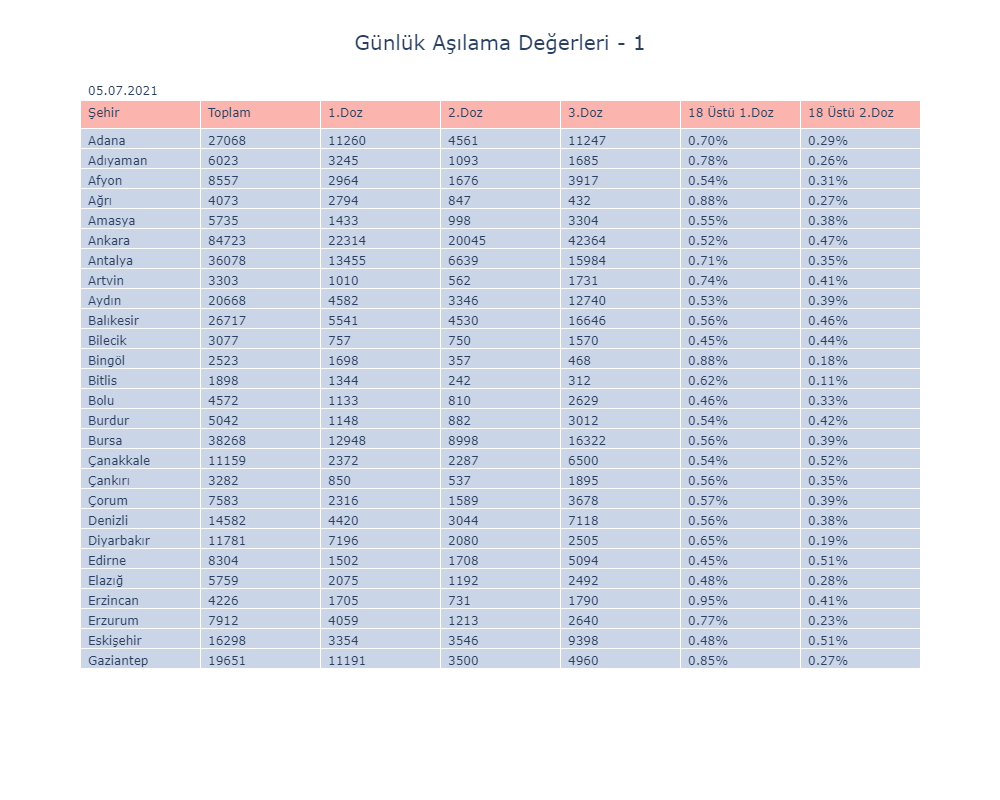 Günlük Aşılama Değerleri - 1
05.07.2021
Şehir Toplam 1.Doz 2.Doz 3.Doz 18 Üstü 1.Doz 18 Üstü 2.Doz
Adana 27068 11260 4561 11247 0.70% 0.29%
Adıyaman 6023 3245 1093 1685 0.78% 0.26%
Afyon 8557 2964 1676 3917 0.54% 0.31%
Ağrı 4073 2794 847 432 0.88% 0.27%
Amasya 5735 1433 998 3304 0.55% 0.38%
Ankara 84723 22314 20045 42364 0.52% 0.47%
Antalya 36078 13455 6639 15984 0.71% 0.35%
Artvin 3303 1010 562 1731 0.74% 0.41%
Aydın 20668 4582 3346 12740 0.53% 0.39%
Balıkesir 26717 5541 4530 16646 0.56% 0.46%
Bilecik 3077 757 750 1570 0.45% 0.44%
Bingöl 2523 1698 357 468 0.88% 0.18%
Bitlis 1898 1344 242 312 0.62% 0.11%
Bolu 4572 1133 810 2629 0.46% 0.33%
Burdur 5042 1148 882 3012 0.54% 0.42%
Bursa 38268 12948 8998 16322 0.56% 0.39%
Çanakkale 11159 2372 2287 6500 0.54% 0.52%
Çankırı 3282 850 537 1895 0.56% 0.35%
Çorum 7583 2316 1589 3678 0.57% 0.39%
Denizli 14582 4420 3044 7118 0.56% 0.38%
Diyarbakır 11781 7196 2080 2505 0.65% 0.19%
Edirne 8304 1502 1708 5094 0.45% 0.51%
Elazığ 5759 2075 1192 2492 0.48% 0.28%
Erzincan 4226 1705 731 1790 0.95% 0.41%
Erzurum 7912 4059 1213 2640 0.77% 0.23%
Eskişehir 16298 3354 3546 9398 0.48% 0.51%
Gaziantep 19651 11191 3500 4960 0.85% 0.27%